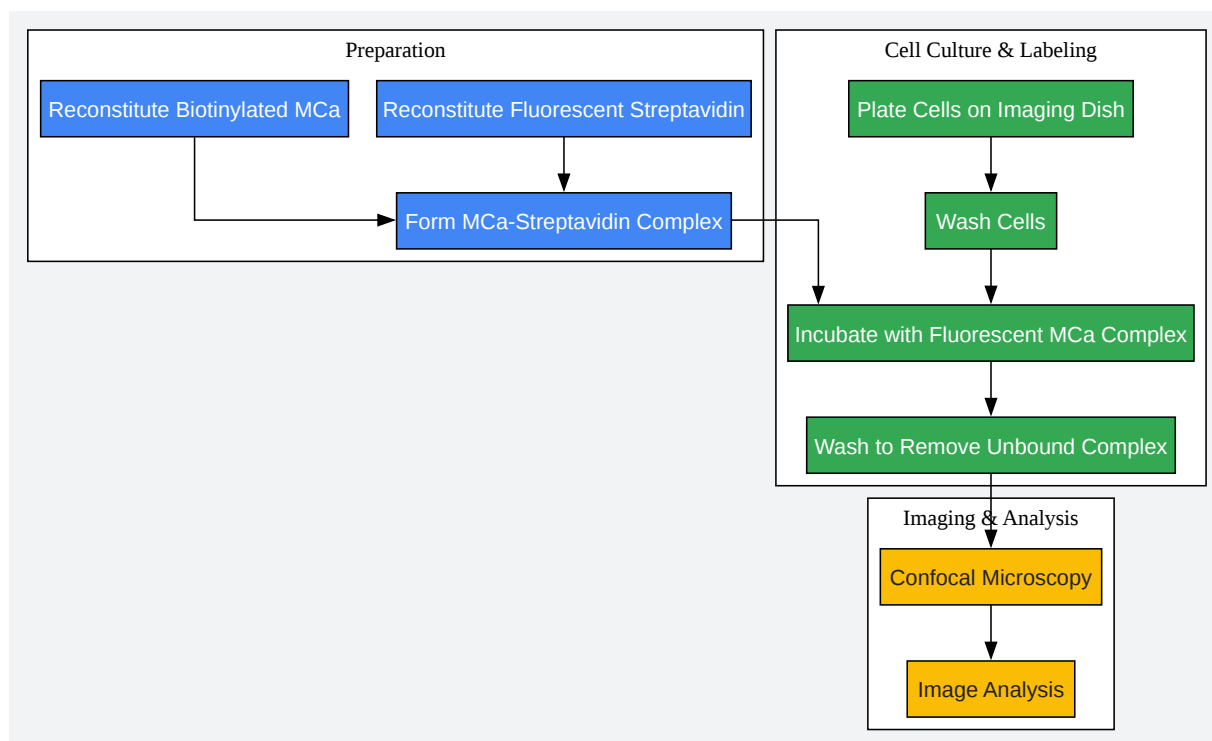 Preparation
Reconstitute Biotinylated MCa
Reconstitute Fluorescent Streptavidin
Form MCa-Streptavidin Complex
Cell Culture & Labeling
Plate Cells on Imaging Dish
Wash Cells
Incubate with Fluorescent MCa Complex
Wash to Remove Unbound Complex
Imaging & Analysis
Confocal Microscopy
Image Analysis